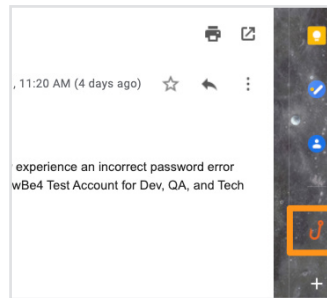 , 11:20 AM (4 days ago)
experience an incorrect password error
wBe4 Test Account for Dev, QA, and Tech